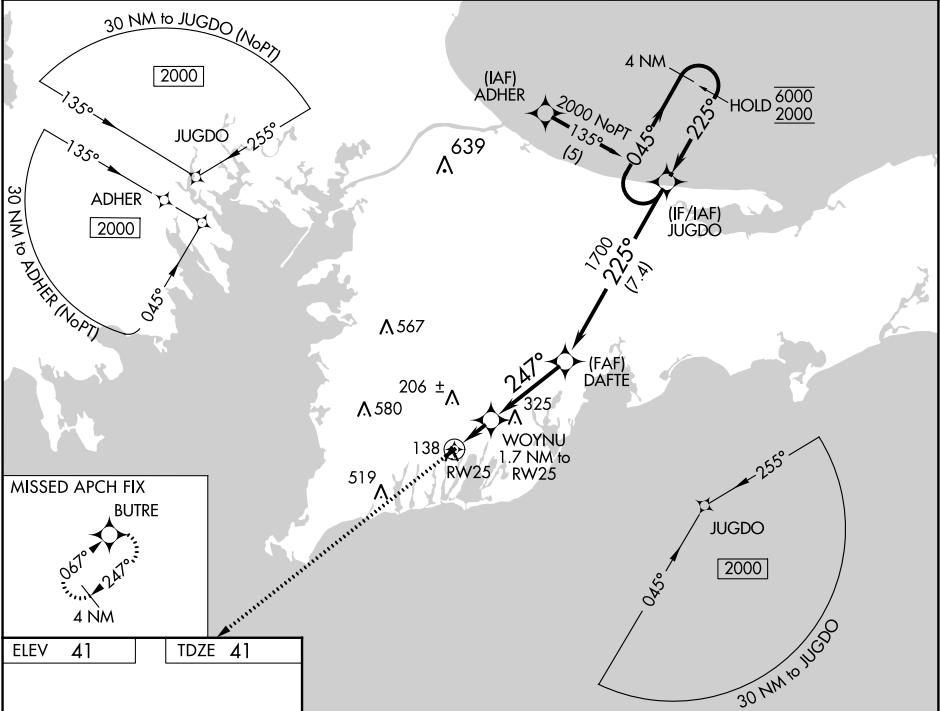 30 NM to JUGDO (NoPT)
2000
135°
255°
JUGDO
135°
ADHER
2000
30 NM to ADHER (NoPT)
045°
(IAF)
ADHER
2000 NoPT
135°
(5)
4 NM
045°
225°
HOLD
6000
2000
(IF/IAF)
JUGDO
639
1700
225°
(7.4)
567
247°
(FAF)
DAFTE
206 ±
580
325
WOYNU
1.7 NM to
RW25
138
RW25
519
MISSED APCH FIX
BUTRE
067°
247°
4 NM
255°
JUGDO
2000
045°
30 NM to JUGDO
ELEV 41
TDZE 41